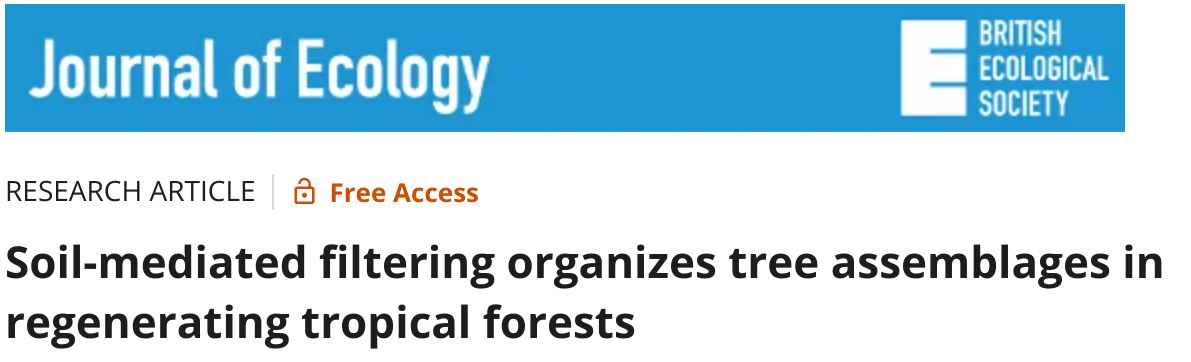 Journal of Ecology
BRITISH
ECOLOGICAL
SOCIETY
RESEARCH ARTICLE
Free Access
Soil-mediated filtering organizes tree assemblages in
regenerating tropical forests